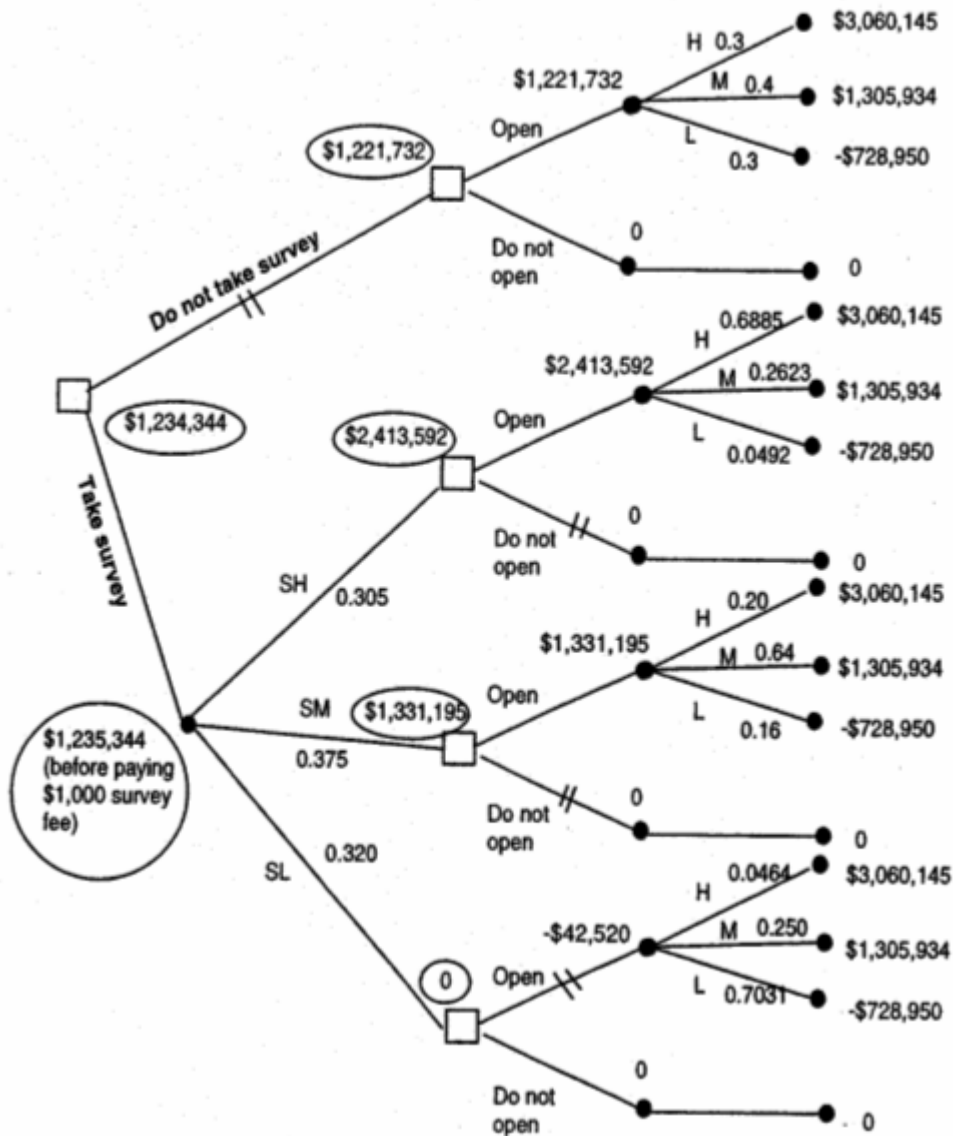 $3,060,145
H 0.3
$1,221,732
M 0.4
$1,305,934
Open
L
0.3
-$728,950
$1,221,732
Do not
open
0
0
Do not take survey
0.6885
$3,060,145
H
$2,413,592
M 0.2623
$1,305,934
$1,234,344
$2,413,592
Open
L
0.0492
-$728,950
Take survey
Do not
open
0
0
SH
0.305
0.20
$3,060,145
H
$1,331,195
M 0.64
$1,305,934
Open
SM
$1,331,195
L
0.16
-$728,950
$1,235,344
(before paying
$1,000 survey
fee)
0.375
Do not
open
0
0
0.320
SL
0.0464
$3,060,145
H
-$42,520
M 0.250
$1,305,934
0
Open
L 0.7031
-$728,950
0
Do not
open
0